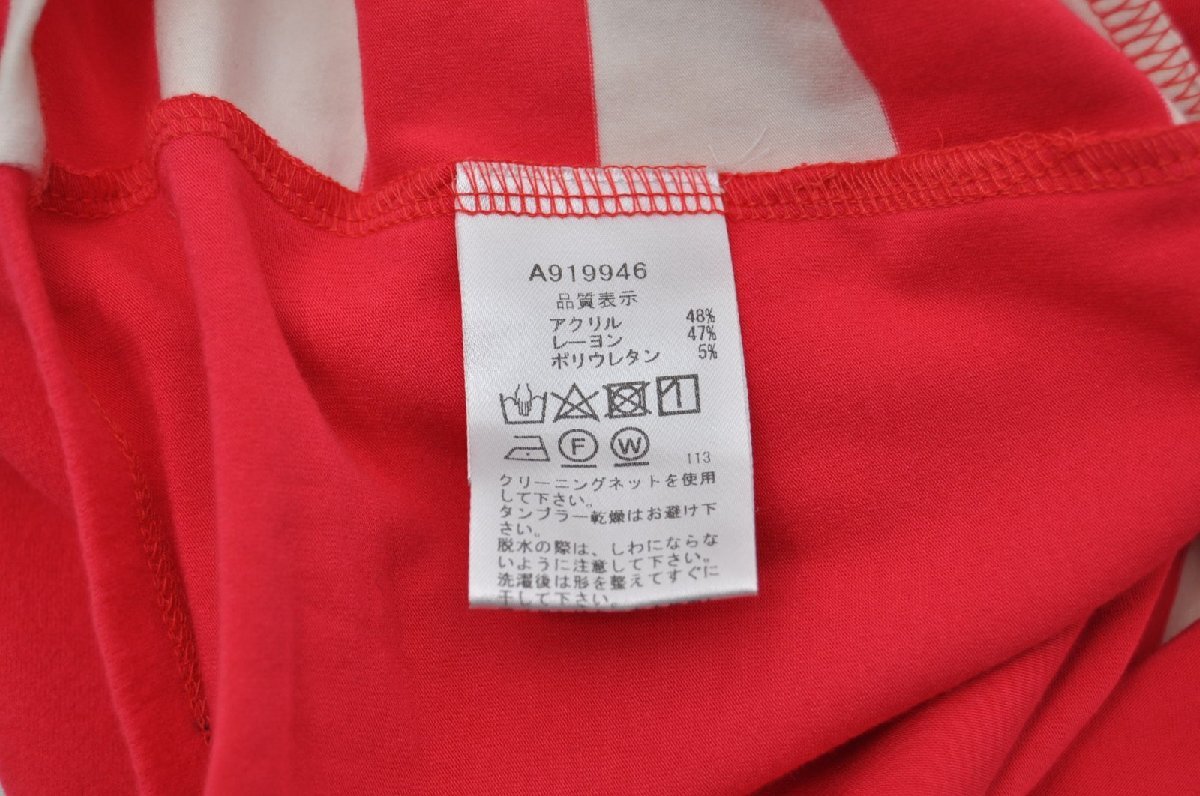 A919946
品質表示
アクリル 48%
レーヨン 47%
ポリウレタン 5%
F W 113
クリーニングネットを使用
して下さい。
タンブラー乾燥はお避け下
さい。
脱水の際は、しわにならな
いように注意して下さい。
洗濯後は形を整えてすぐに
干して下さい。